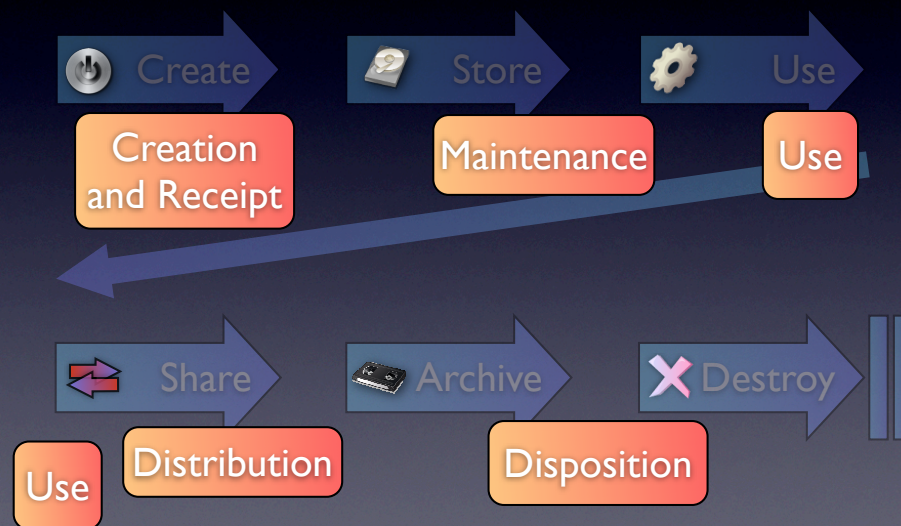 Create
Store
Use
Creation
and Receipt
Maintenance
Use
Share
Archive
Destroy
Use
Distribution
Disposition